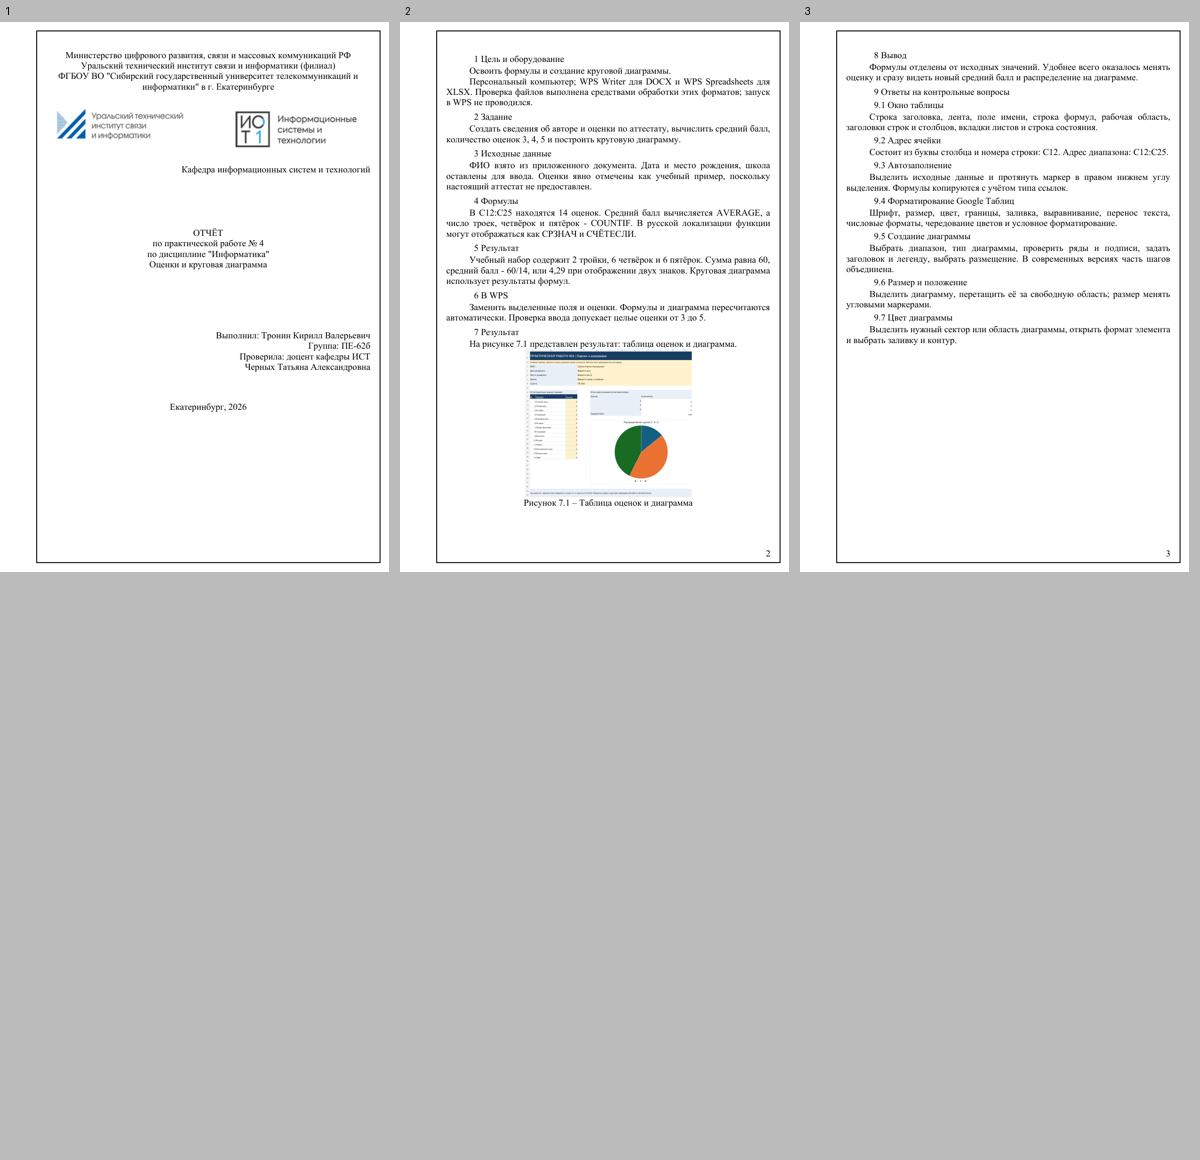 1
2
3
Министерство цифрового развития, связи и массовых коммуникаций РФ
Уральский технический институт связи и информатики (филиал)
ФГБОУ ВО "Сибирский государственный университет телекоммуникаций и
информатики" в г. Екатеринбурге
Уральский технический
институт связи
и информатики
ИО
Т1
Информационные
системы и
технологии
Кафедра информационных систем и технологий
ОТЧЁТ
по практической работе № 4
по дисциплине "Информатика"
Оценки и круговая диаграмма
Выполнил: Тронин Кирилл Валерьевич
Группа: ПЕ-62б
Проверила: доцент кафедры ИСТ
Черных Татьяна Александровна
Екатеринбург, 2026
1 Цель и оборудование
Освоить формулы и создание круговой диаграммы.
Персональный компьютер; WPS Writer для DOCX и WPS Spreadsheets для
XLSX. Проверка файлов выполнена средствами обработки этих форматов; запуск
в WPS не проводился.
2 Задание
Создать сведения об авторе и оценки по аттестату, вычислить средний балл,
количество оценок 3, 4, 5 и построить круговую диаграмму.
3 Исходные данные
ФИО взято из приложенного документа. Дата и место рождения, школа
оставлены для ввода. Оценки явно отмечены как учебный пример, поскольку
настоящий аттестат не предоставлен.
4 Формулы
В C12:C25 находятся 14 оценок. Средний балл вычисляется AVERAGE, а
число троек, четвёрок и пятёрок - COUNTIF. В русской локализации функции
могут отображаться как СРЗНАЧ и СЧЁТЕСЛИ.
5 Результат
Учебный набор содержит 2 тройки, 6 четвёрок и 6 пятёрок. Сумма равна 60,
средний балл - 60/14, или 4,29 при отображении двух знаков. Круговая диаграмма
использует результаты формул.
6 В WPS
Заменить выделенные поля и оценки. Формулы и диаграмма пересчитаются
автоматически. Проверка ввода допускает целые оценки от 3 до 5.
7 Результат
На рисунке 7.1 представлен результат: таблица оценок и диаграмма.
Рисунок 7.1 – Таблица оценок и диаграмма
2
8 Вывод
Формулы отделены от исходных значений. Удобнее всего оказалось менять
оценку и сразу видеть новый средний балл и распределение на диаграмме.
9 Ответы на контрольные вопросы
9.1 Окно таблицы
Строка заголовка, лента, поле имени, строка формул, рабочая область,
заголовки строк и столбцов, вкладки листов и строка состояния.
9.2 Адрес ячейки
Состоит из буквы столбца и номера строки: C12. Адрес диапазона: C12:C25.
9.3 Автозаполнение
Выделить исходные данные и протянуть маркер в правом нижнем углу
выделения. Формулы копируются с учётом типа ссылок.
9.4 Форматирование Google Таблиц
Шрифт, размер, цвет, границы, заливка, выравнивание, перенос текста,
числовые форматы, чередование цветов и условное форматирование.
9.5 Создание диаграммы
Выбрать диапазон, тип диаграммы, проверить ряды и подписи, задать
заголовок и легенду, выбрать размещение. В современных версиях часть шагов
объединена.
9.6 Размер и положение
Выделить диаграмму, перетащить её за свободную область; размер менять
угловыми маркерами.
9.7 Цвет диаграммы
Выделить нужный сектор или область диаграммы, открыть формат элемента
и выбрать заливку и контур.
3